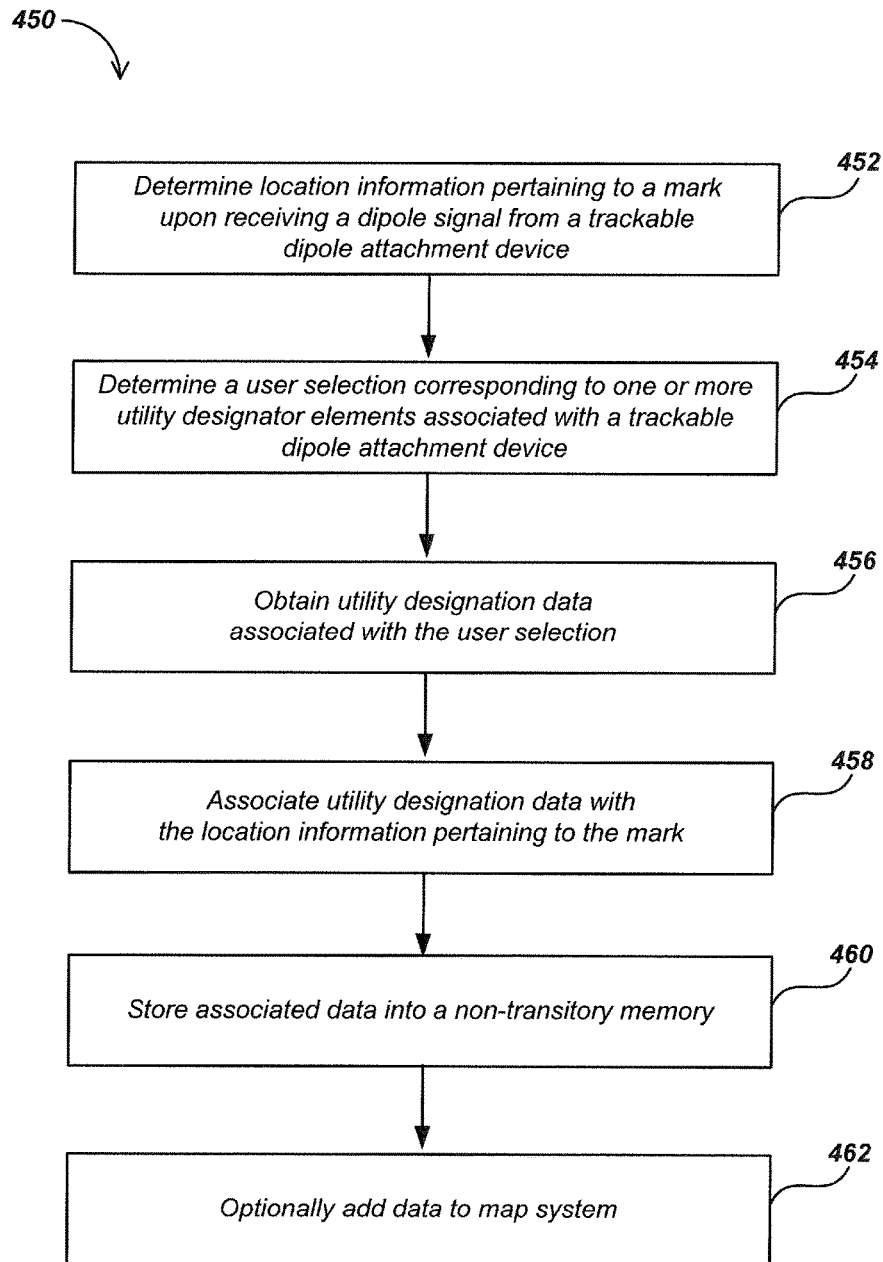 450
452
Determine location information pertaining to a mark
upon receiving a dipole signal from a trackable
dipole attachment device
454
Determine a user selection corresponding to one or more
utility designator elements associated with a trackable
dipole attachment device
456
Obtain utility designation data
associated with the user selection
458
Associate utility designation data with
the location information pertaining to the mark
460
Store associated data into a non-transitory memory
462
Optionally add data to map system